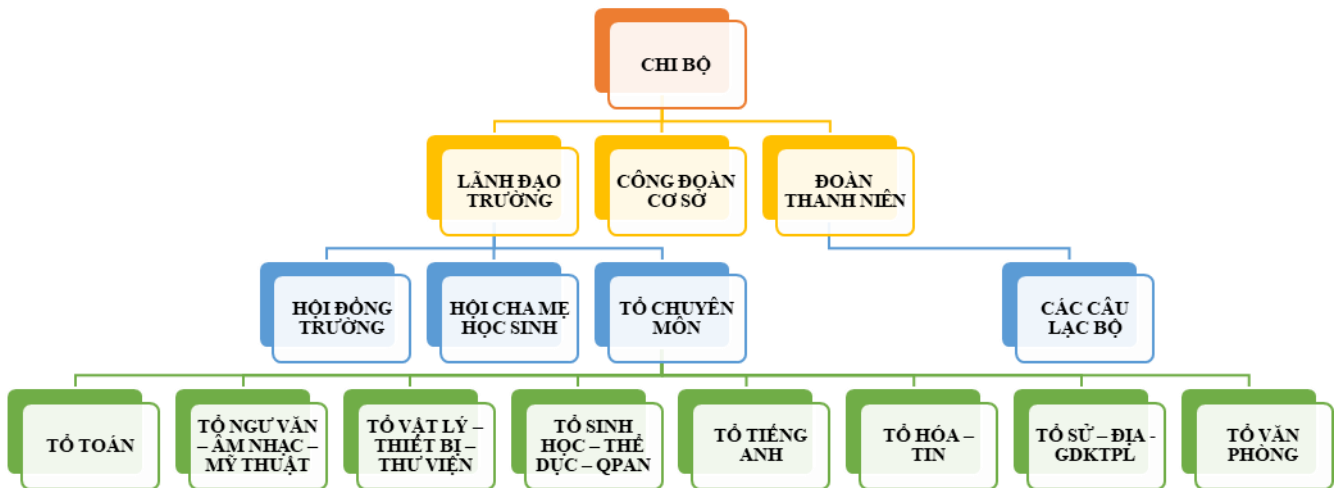 CHI BỘ
LÃNH ĐẠO
TRƯỜNG
CÔNG ĐOÀN
CƠ SỞ
ĐOÀN
THANH NIÊN
HỘI ĐỒNG
TRƯỜNG
HỘI CHA MẸ
HỌC SINH
TỔ CHUYÊN
MÔN
CÁC CÂU
LẠC BỘ
TỔ TOÁN
TỔ NGƯ VĂN
– ÂM NHẠC –
MỸ THUẬT
TỔ VẬT LÝ –
THIẾT BỊ –
THƯ VIỆN
TỔ SINH
HỌC – THỂ
DỤC – QPAN
TỔ TIẾNG
ANH
TỔ HÓA –
TIN
TỔ SỬ – ĐỊA -
GDKTPL
TỔ VĂN
PHÒNG